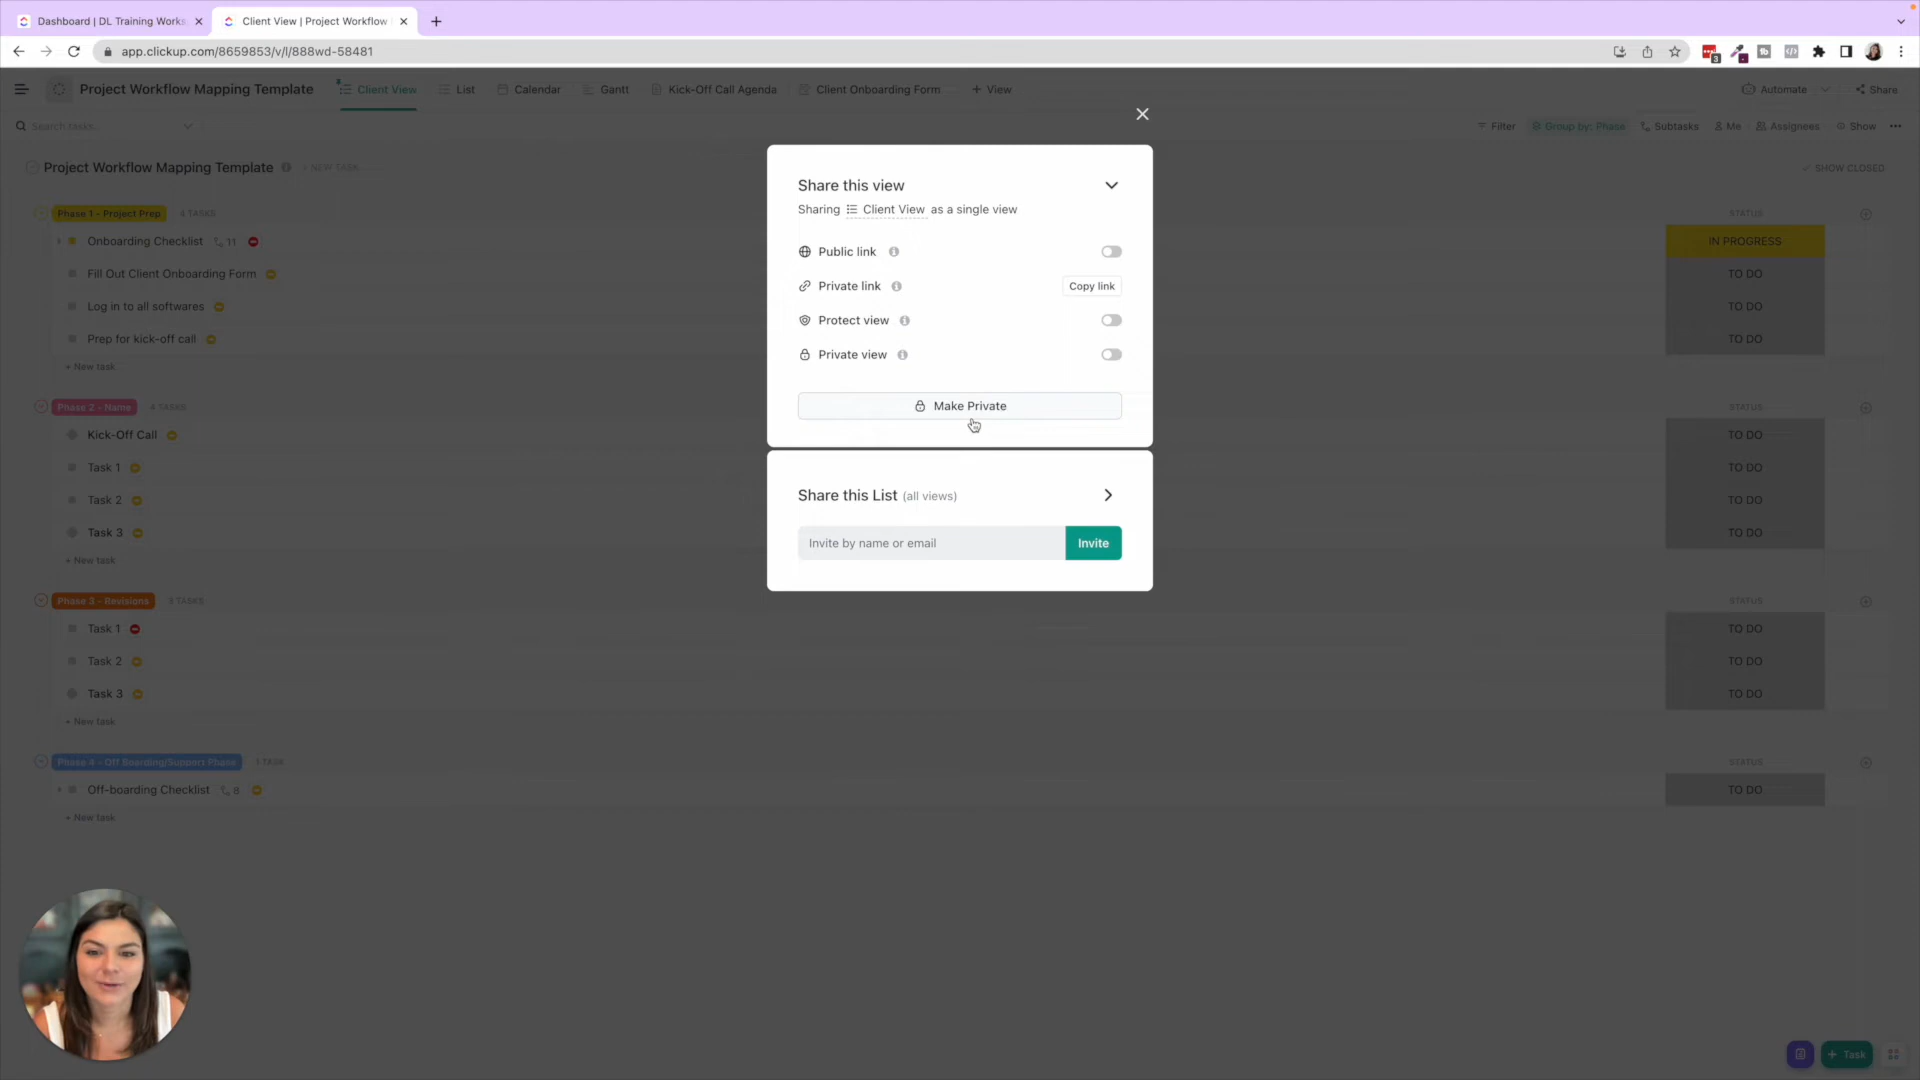 Dashboard | DL Training Works
Client View | Project Workflow
app.clickup.com/8659853/v/l/888wd-58481
3
Project Workflow Mapping Template
Client View
List
Calendar
Gantt
Kick-Off Call Agenda
Client Onboarding Form
+ View
Automate
Share
Search tasks...
Filter
Group by: Phase
Subtasks
Me
Assignees
Show
Project Workflow Mapping Template
+ NEW TASK
SHOW CLOSED
Phase 1 - Project Prep
4 TASKS
STATUS
Onboarding Checklist
11
IN PROGRESS
Fill Out Client Onboarding Form
TO DO
Log in to all softwares
TO DO
Prep for kick-off call
TO DO
+ New task
Phase 2 - Name
4 TASKS
STATUS
Kick-Off Call
TO DO
Task 1
TO DO
Task 2
TO DO
Task 3
TO DO
+ New task
Phase 3 - Revisions
3 TASKS
STATUS
Task 1
TO DO
Task 2
TO DO
Task 3
TO DO
+ New task
Phase 4 - Off Boarding/Support Phase
1 TASK
STATUS
Off-boarding Checklist
8
TO DO
+ New task
Share this view
Sharing Client View as a single view
Public link
Private link
Copy link
Protect view
Private view
Make Private
Share this List (all views)
Invite by name or email
Invite
+ Task